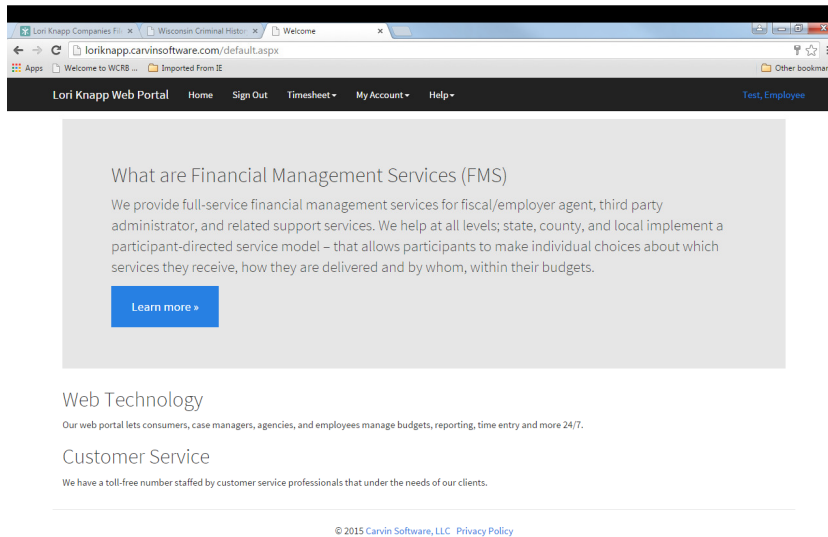 Lori Knapp Companies Fil
Wisconsin Criminal Histor
Welcome
loriknapp.carvinsoftware.com/default.aspx
Apps
Welcome to WCRB ...
Imported From IE
Other bookmar
Lori Knapp Web Portal
Home
Sign Out
Timesheet
My Account
Help
Test, Employee
What are Financial Management Services (FMS)
We provide full-service financial management services for fiscal/employer agent, third party
administrator, and related support services. We help at all levels; state, county, and local implement a
participant-directed service model – that allows participants to make individual choices about which
services they receive, how they are delivered and by whom, within their budgets.
Learn more »
Web Technology
Our web portal lets consumers, case managers, agencies, and employees manage budgets, reporting, time entry and more 24/7.
Customer Service
We have a toll-free number staffed by customer service professionals that under the needs of our clients.
© 2015 Carvin Software, LLC Privacy Policy